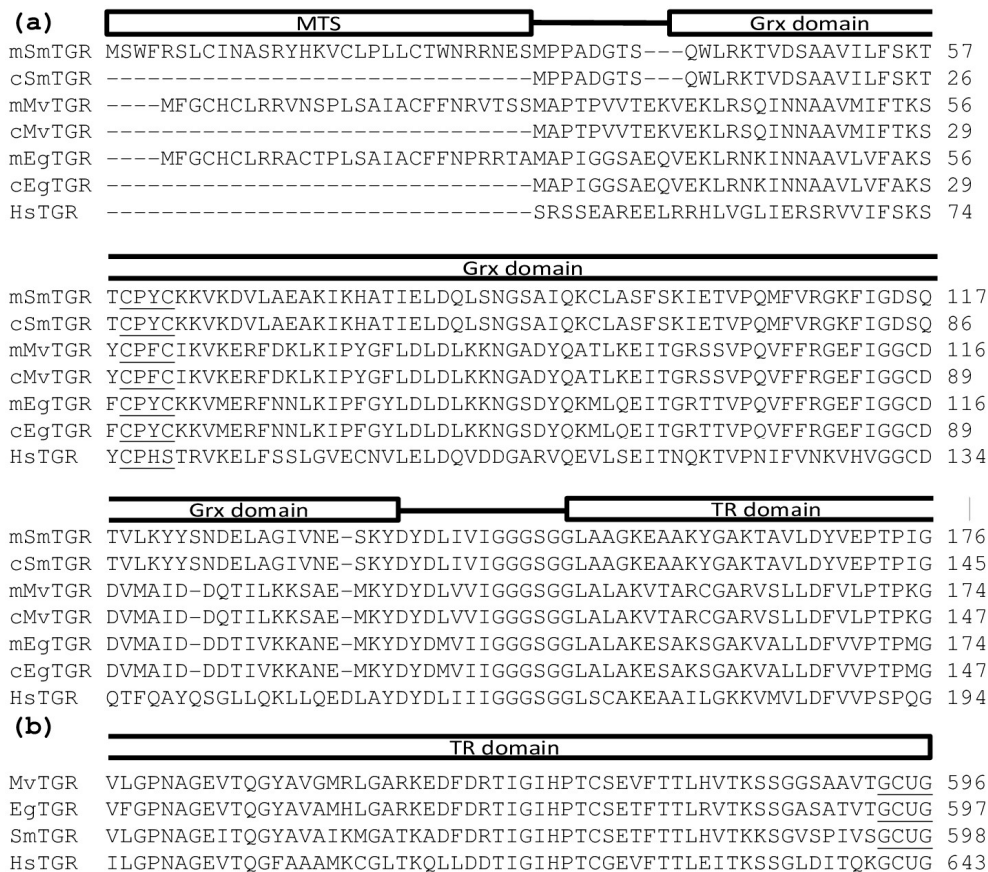 (a)
MTS Grx domain
mSmTGR MSWFRSLCINASRYHKVCLPLLCTWNRRNESMPPADGTS---QWLRKTVDSAAVILFSKT 57
cSmTGR -------------------------------MPPADGTS---QWLRKTVDSAAVILFSKT 26
mMvTGR ----MFGCHCLRRVNSPLSAIACFFNRVTSSMAPTPVVTEKVEKLRSQINNAAVMIFTKS 56
cMvTGR -------------------------------MAPTPVVTEKVEKLRSQINNAAVMIFTKS 29
mEgTGR ----MFGCHCLRRACTPLSAIACFFNPRRTAMAPIGGSAEQVEKLRNKINNAAVLVFAKS 56
cEgTGR -------------------------------MAPIGGSAEQVEKLRNKINNAAVLVFAKS 29
HsTGR -------------------------------SRSSEAREELRRHLVGLIERSRVVIFSKS 74
Grx domain
mSmTGR TCPYCKKVKDVLAEAKIKHATIELDQLSNGSAIQKCLASFSKIETVPQMFVRGKFIGDSQ 117
cSmTGR TCPYCKKVKDVLAEAKIKHATIELDQLSNGSAIQKCLASFSKIETVPQMFVRGKFIGDSQ 86
mMvTGR YCPFCIKVKERFDKLKIPYGFLDLDLKKNGADYQATLKEITGRSSVPQVFFRGEFIGGCD 116
cMvTGR YCPFCIKVKERFDKLKIPYGFLDLDLKKNGADYQATLKEITGRSSVPQVFFRGEFIGGCD 89
mEgTGR FCPYCKKVMERFNNLKIPFGYLDLDLKKNGSDYQKMLQEITGRTTVPQVFFRGEFIGGCD 116
cEgTGR FCPYCKKVMERFNNLKIPFGYLDLDLKKNGSDYQKMLQEITGRTTVPQVFFRGEFIGGCD 89
HsTGR YCPHSTRVKELFSSLGVECNVLELDQVDDGARVQEVLSEITNQKTVPNIFVNKVHVGGCD 134
Grx domain TR domain
mSmTGR TVLKYYSNDELAGIVNE-SKYDYDLIVIGGGSGGLAAGKEAAKYGAKTAVLDYVEPTPIG 176
cSmTGR TVLKYYSNDELAGIVNE-SKYDYDLIVIGGGSGGLAAGKEAAKYGAKTAVLDYVEPTPIG 145
mMvTGR DVMAID-DQTILKKSAE-MKYDYDLVVIGGGSGGLALAKVTARCGARVSLLDFVLPTPKG 174
cMvTGR DVMAID-DQTILKKSAE-MKYDYDLVVIGGGSGGLALAKVTARCGARVSLLDFVLPTPKG 147
mEgTGR DVMAID-DDTIVKKANE-MKYDYDMVIIGGGSGGLALAKESAKSGAKVALLDFVVPTPMG 174
cEgTGR DVMAID-DDTIVKKANE-MKYDYDMVIIGGGSGGLALAKESAKSGAKVALLDFVVPTPMG 147
HsTGR QTFQAYQSGLLQKLLQEDLAYDYDLIIIGGGSGGLSCAKEAAILGKKVMVLDFVVPSPQG 194
(b)
TR domain
MvTGR VLGPNAGEVTQGYAVGMRLGARKEDFDRTIGIHPTCSEVFTTLHVTKSSGGSAAVTGCUG 596
EgTGR VFGPNAGEVTQGYAVAMHLGARKEDFDRTIGIHPTCSETFTTLRVTKSSGASATVTGCUG 597
SmTGR VLGPNAGEITQGYAVAIKMGATKADFDRTIGIHPTCSETFTTLHVTKKSGVSPIVSGCUG 598
HsTGR ILGPNAGEVTQGFAAAMKCGLTKQLLDDTIGIHPTCGEVFTTLEITKSSGLDITQKGCUG 643